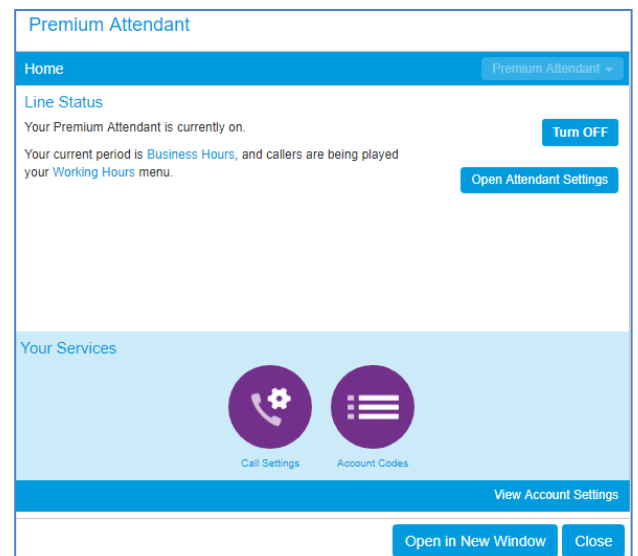 Premium Attendant
Home
Premium Attendant
Line Status
Your Premium Attendant is currently on.
Turn OFF
Your current period is Business Hours, and callers are being played
your Working Hours menu.
Open Attendant Settings
Your Services
Call Settings
Account Codes
View Account Settings
Open in New Window
Close